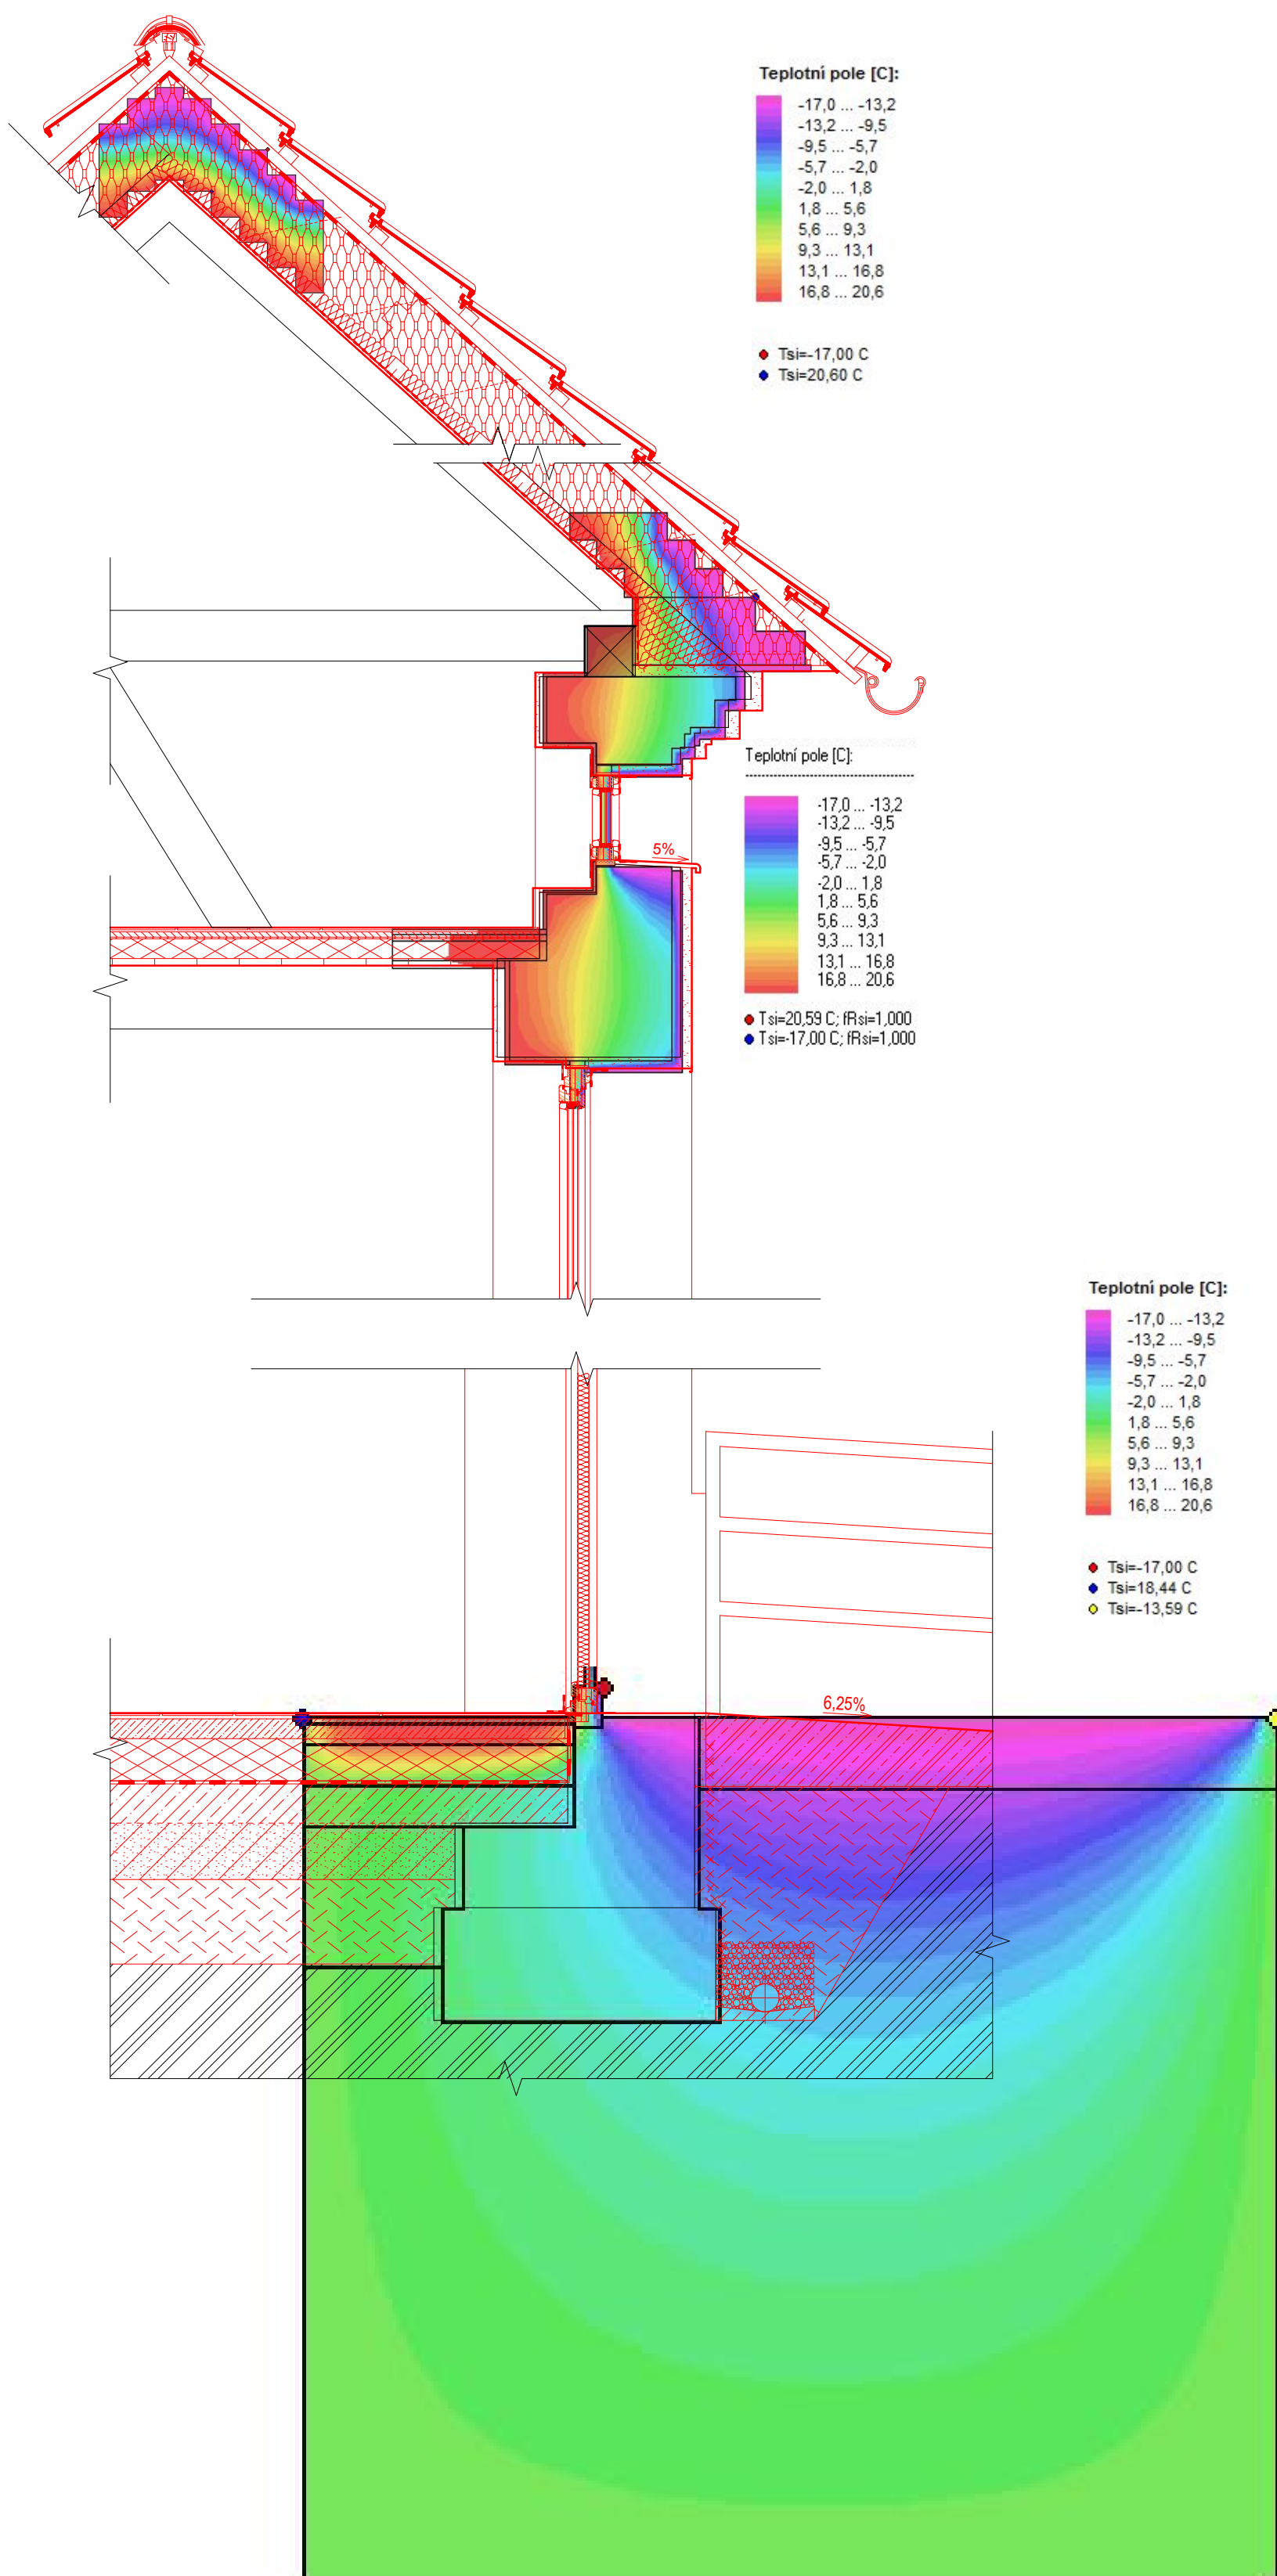 Teplotní pole [C]:
-17,0 ... -13,2
-13,2 ... -9,5
-9,5 ... -5,7
-5,7 ... -2,0
-2,0 ... 1,8
1,8 ... 5,6
5,6 ... 9,3
9,3 ... 13,1
13,1 ... 16,8
16,8 ... 20,6
Tsi=-17,00 C
Tsi=20,60 C
Teplotní pole [C]:
-17,0 ... -13,2
-13,2 ... -9,5
-9,5 ... -5,7
-5,7 ... -2,0
-2,0 ... 1,8
1,8 ... 5,6
5,6 ... 9,3
9,3 ... 13,1
13,1 ... 16,8
16,8 ... 20,6
5%
Tsi=20,59 C; fRsi=1,000
Tsi=-17,00 C; fRsi=1,000
Teplotní pole [C]:
-17,0 ... -13,2
-13,2 ... -9,5
-9,5 ... -5,7
-5,7 ... -2,0
-2,0 ... 1,8
1,8 ... 5,6
5,6 ... 9,3
9,3 ... 13,1
13,1 ... 16,8
16,8 ... 20,6
Tsi=-17,00 C
Tsi=18,44 C
Tsi=-13,59 C
6,25%